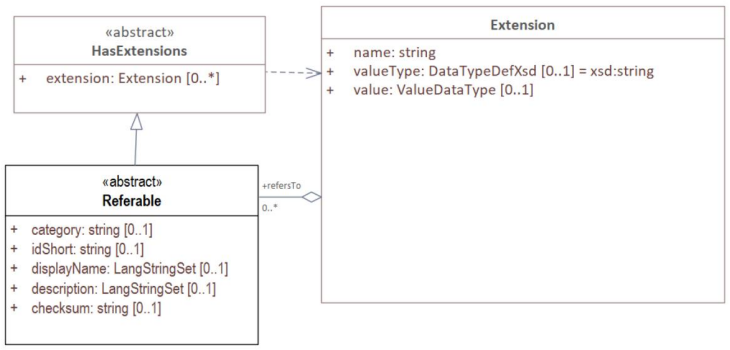 «abstract»
HasExtensions
+ extension: Extension [0..*]
Extension
+ name: string
+ valueType: DataTypeDefXsd [0..1] = xsd:string
+ value: ValueDataType [0..1]
«abstract»
Referable
+ category: string [0..1]
+ idShort: string [0..1]
+ displayName: LangStringSet [0..1]
+ description: LangStringSet [0..1]
+ checksum: string [0..1]
+refersTo
0..*